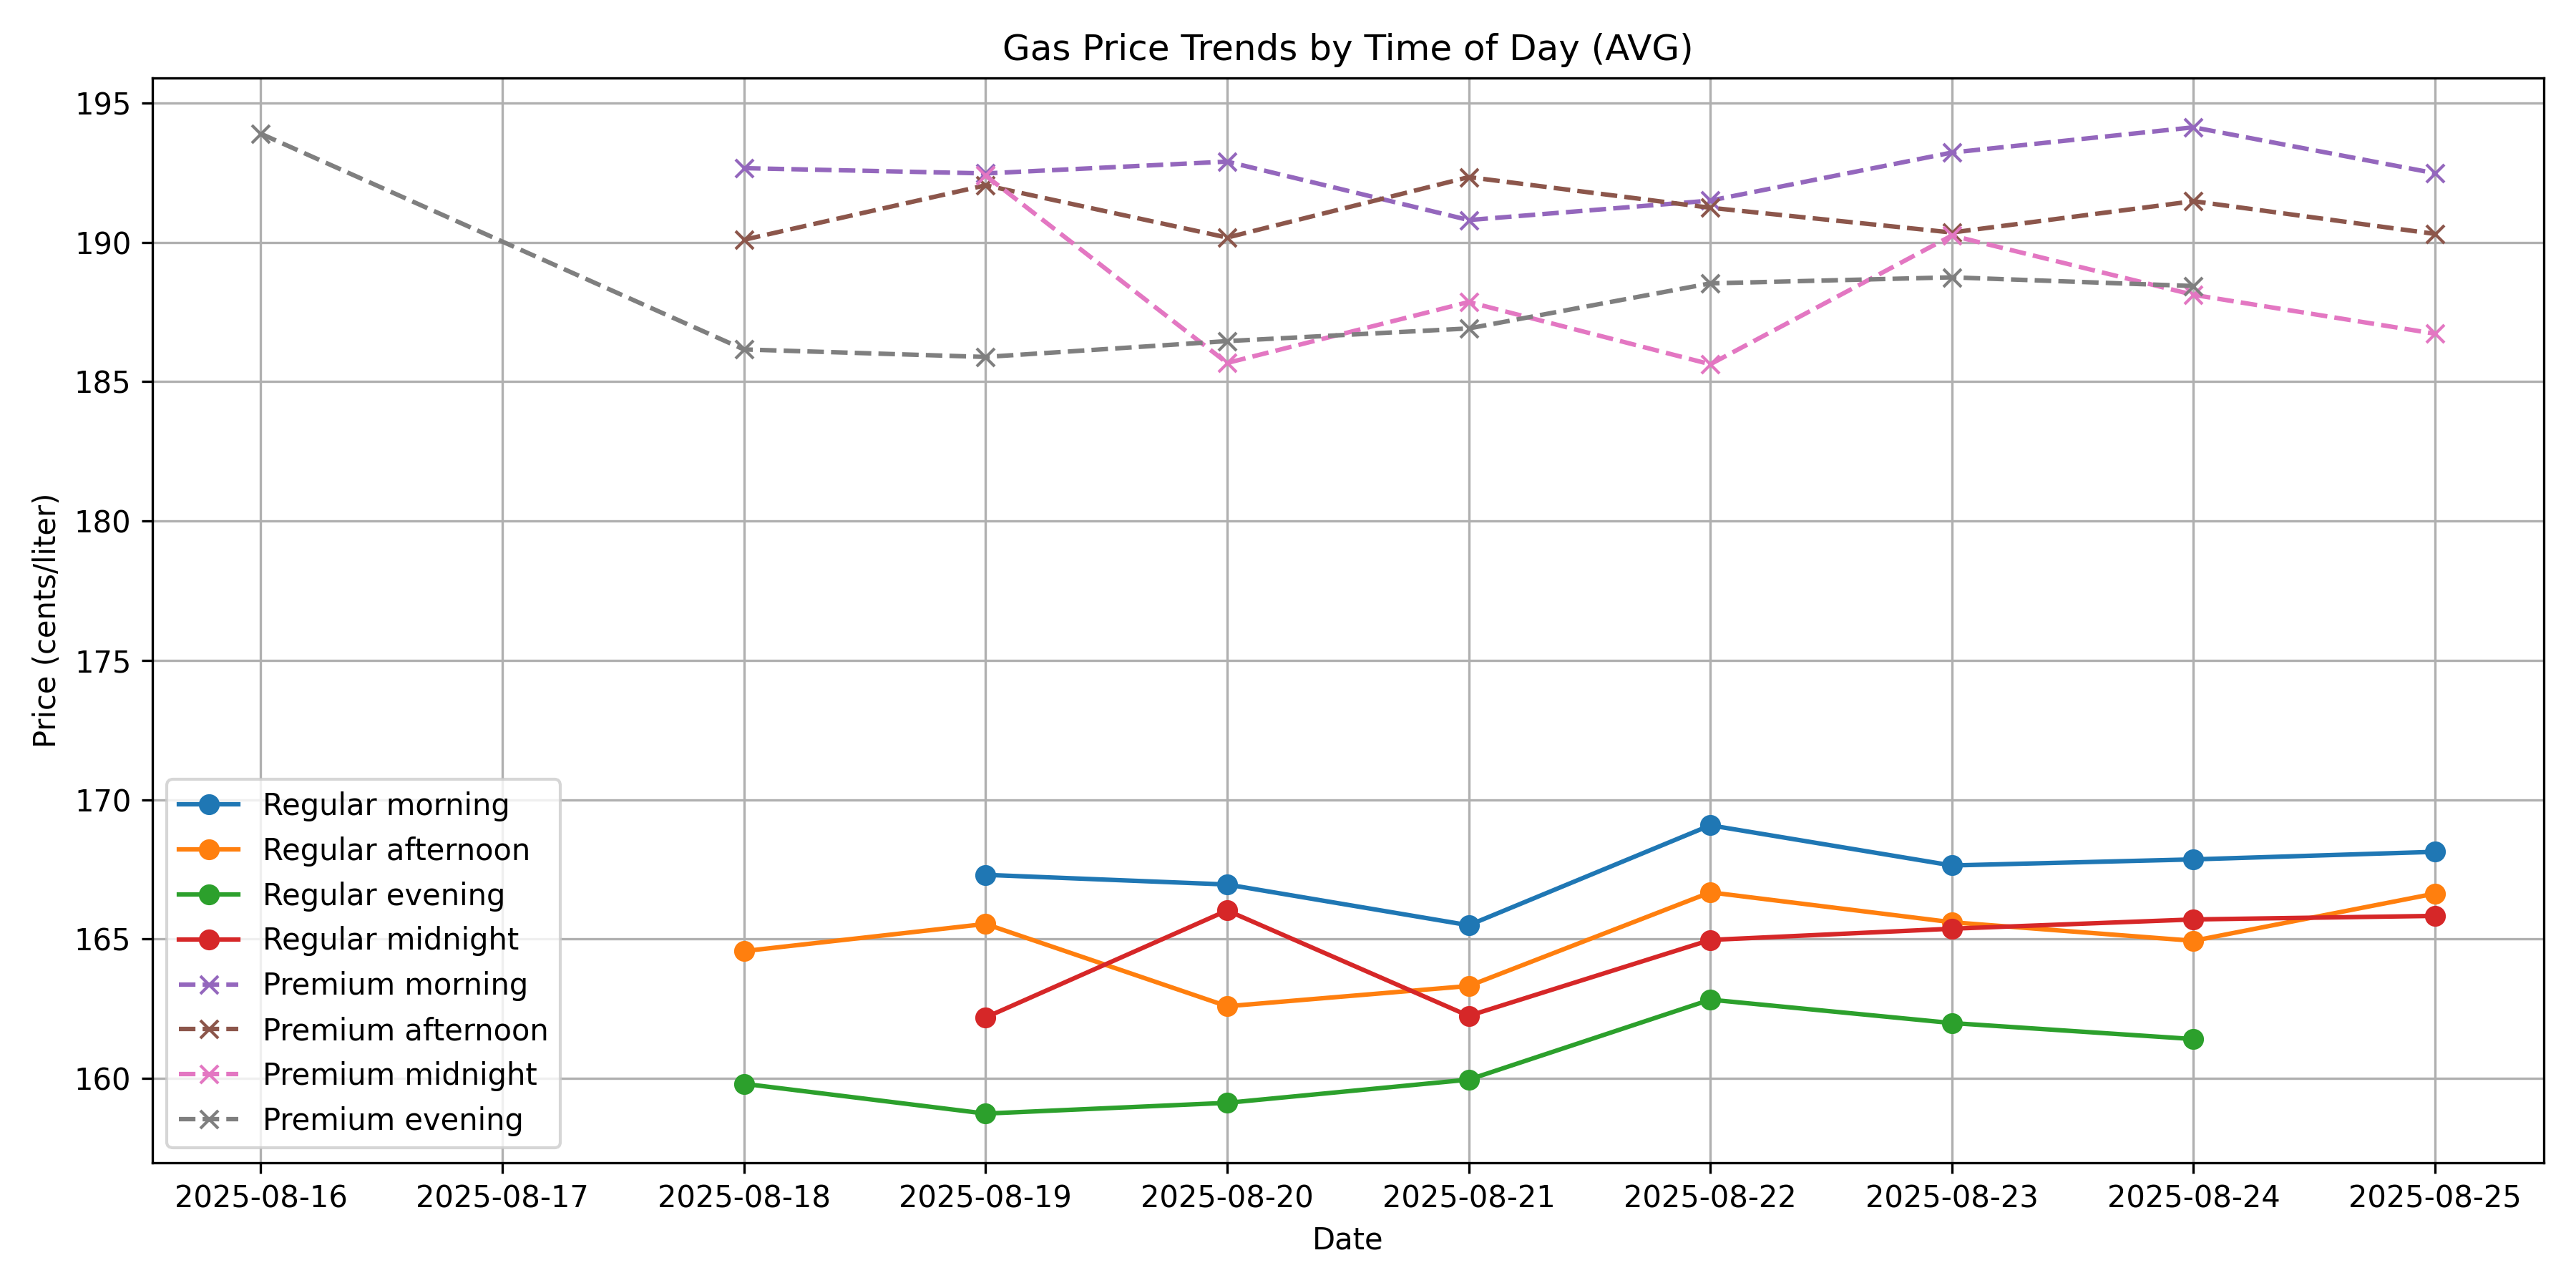 Gas Price Trends by Time of Day (AVG)
Price (cents/liter)
195
190
185
180
175
170
165
160
Regular morning
Regular afternoon
Regular evening
Regular midnight
Premium morning
Premium afternoon
Premium midnight
Premium evening
2025-08-16 2025-08-17 2025-08-18 2025-08-19 2025-08-20 2025-08-21 2025-08-22 2025-08-23 2025-08-24 2025-08-25
Date